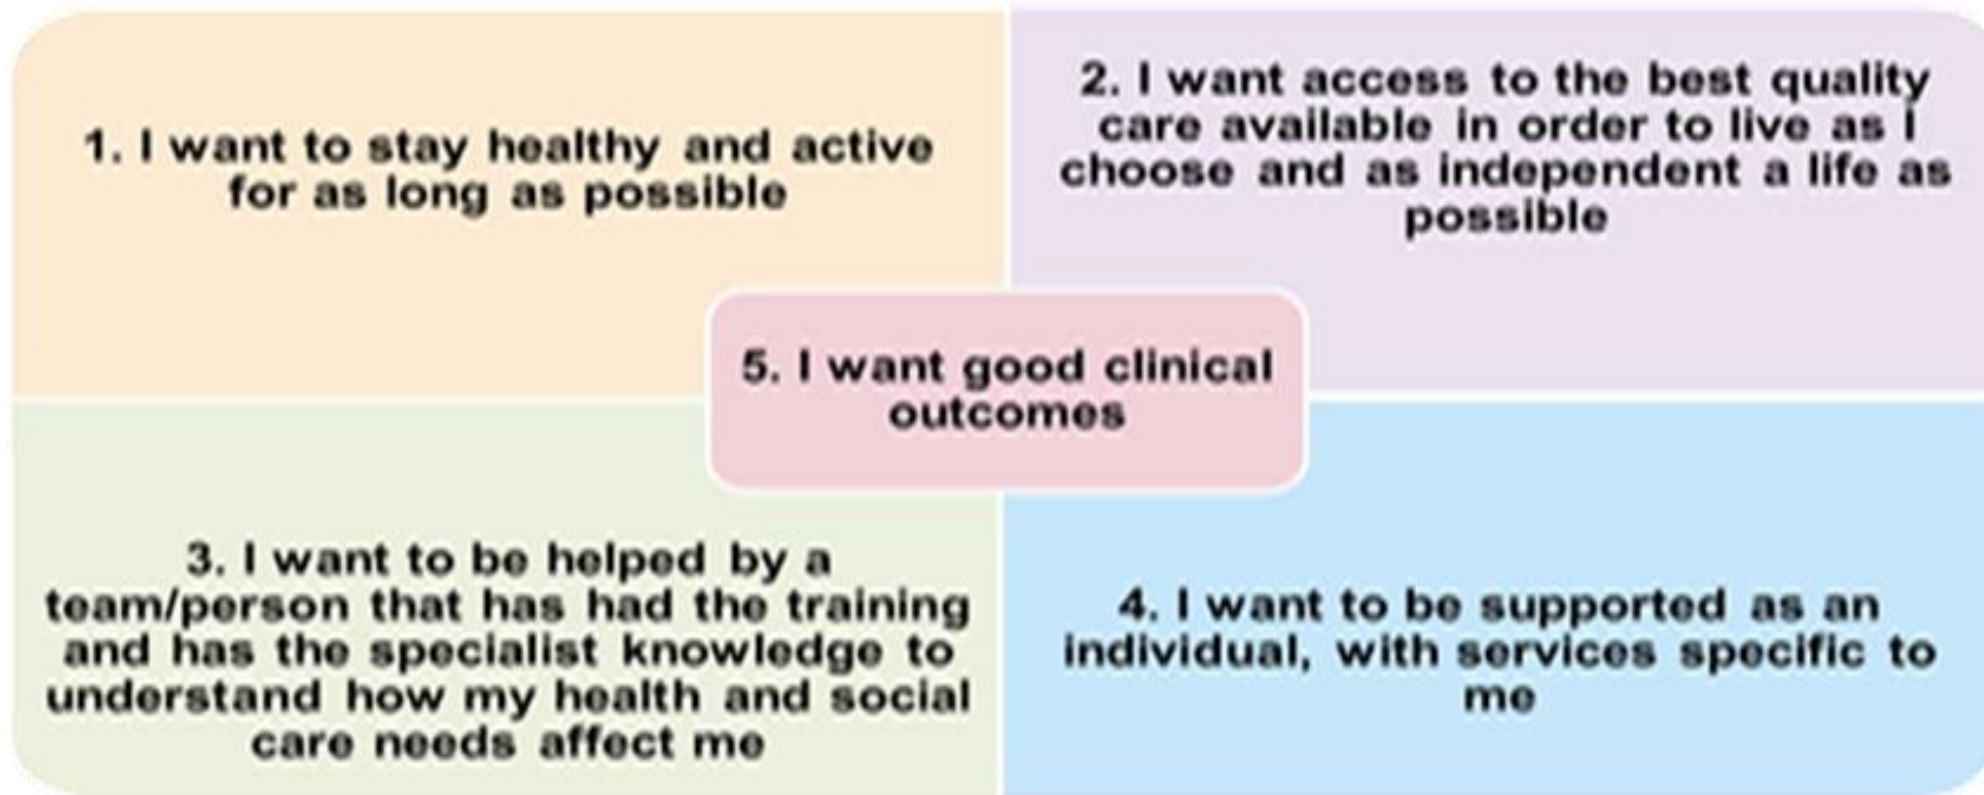 1. I want to stay healthy and active
for as long as possible
2. I want access to the best quality
care available in order to live as I
choose and as independent a life as
possible
3. I want to be helped by a
team/person that has had the training
and has the specialist knowledge to
understand how my health and social
care needs affect me
4. I want to be supported as an
individual, with services specific to
me
5. I want good clinical
outcomes